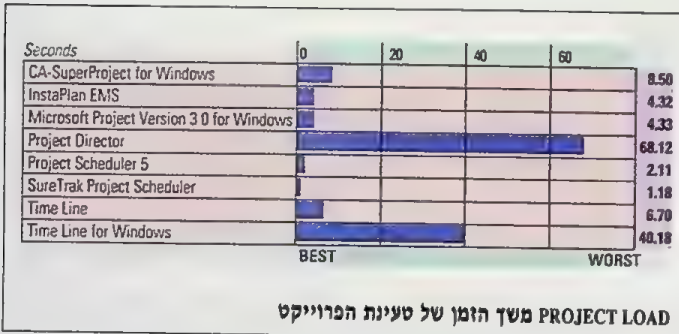 Seconds 0 20 40 60
CA-SuperProject for Windows 8.50
InstaPlan EMS 4.32
Microsoft Project Version 3 0 for Windows 4.33
Project Director 68.12
Project Scheduler 5 2.11
SureTrak Project Scheduler 1.18
Time Line 6.70
Time Line for Windows 40.18
BEST WORST
PROJECT LOAD משך הזמן של טעינת הפרוייקט